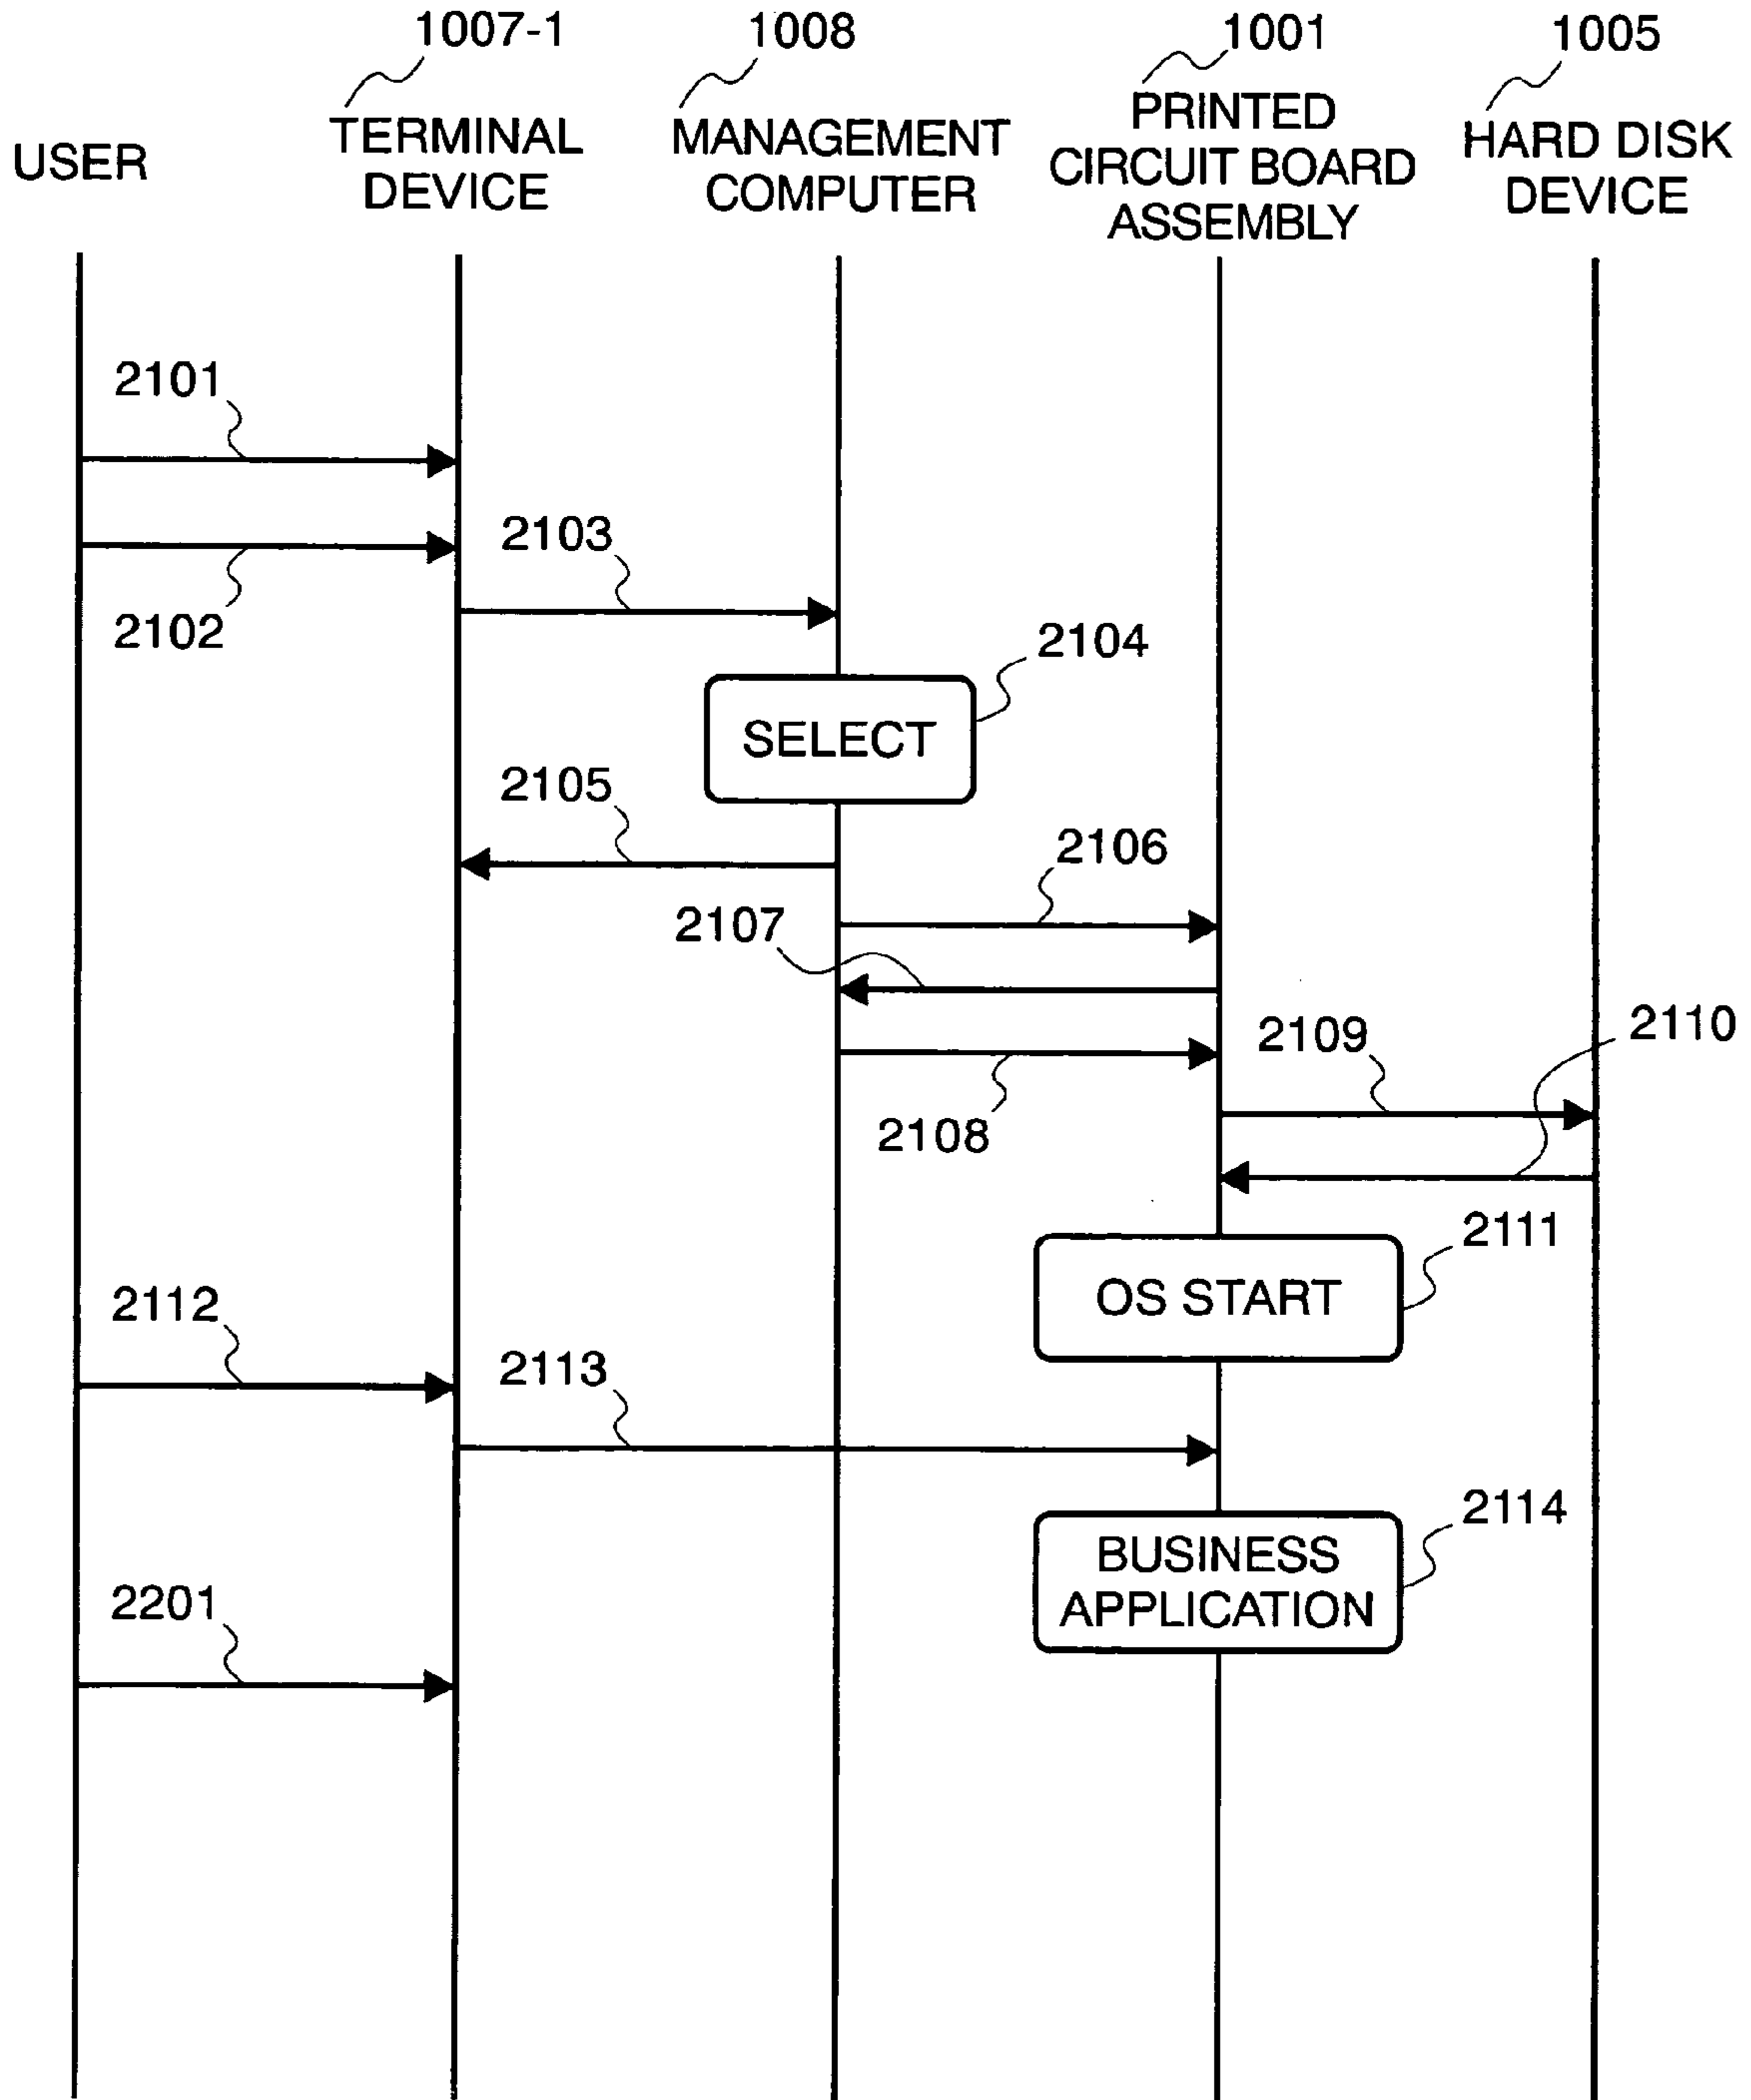 1007-1
1008
1001
1005
USER
TERMINAL
DEVICE
MANAGEMENT
COMPUTER
PRINTED
CIRCUIT BOARD
ASSEMBLY
HARD DISK
DEVICE
2101
2102
2103
2104
SELECT
2105
2106
2107
2108
2109
2110
2111
OS START
2112
2113
2114
BUSINESS
APPLICATION
2201